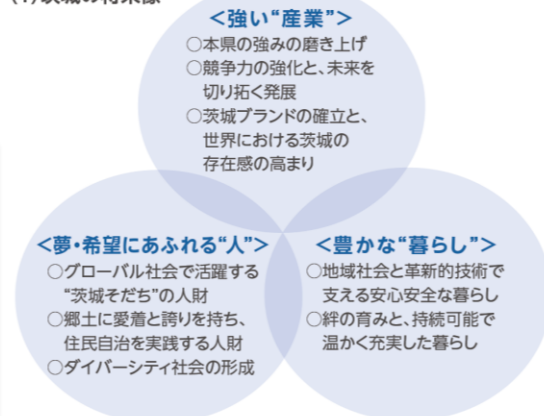 ＜強い“産業”＞
○本県の強みの磨き上げ
○競争力の強化と、未来を
切り拓く発展
○茨城ブランドの確立と、
世界における茨城の
存在感の高まり
＜夢・希望にあふれる“人”＞
○グローバル社会で活躍する
“茨城そだち”の人財
○郷土に愛着と誇りを持ち、
住民自治を実践する人財
○ダイバーシティ社会の形成
＜豊かな“暮らし”＞
○地域社会と革新的技術で
支える安心安全な暮らし
○絆の育みと、持続可能で
温かく充実した暮らし